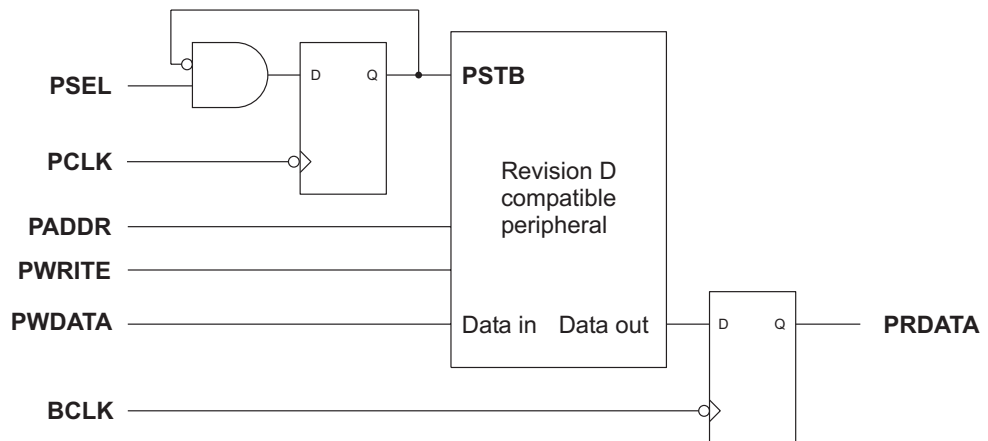 PSEL
D Q
PSTB
PCLK
Revision D
compatible
peripheral
PADDR
PWRITE
PWDATA
Data in Data out
D Q
PRDATA
BCLK